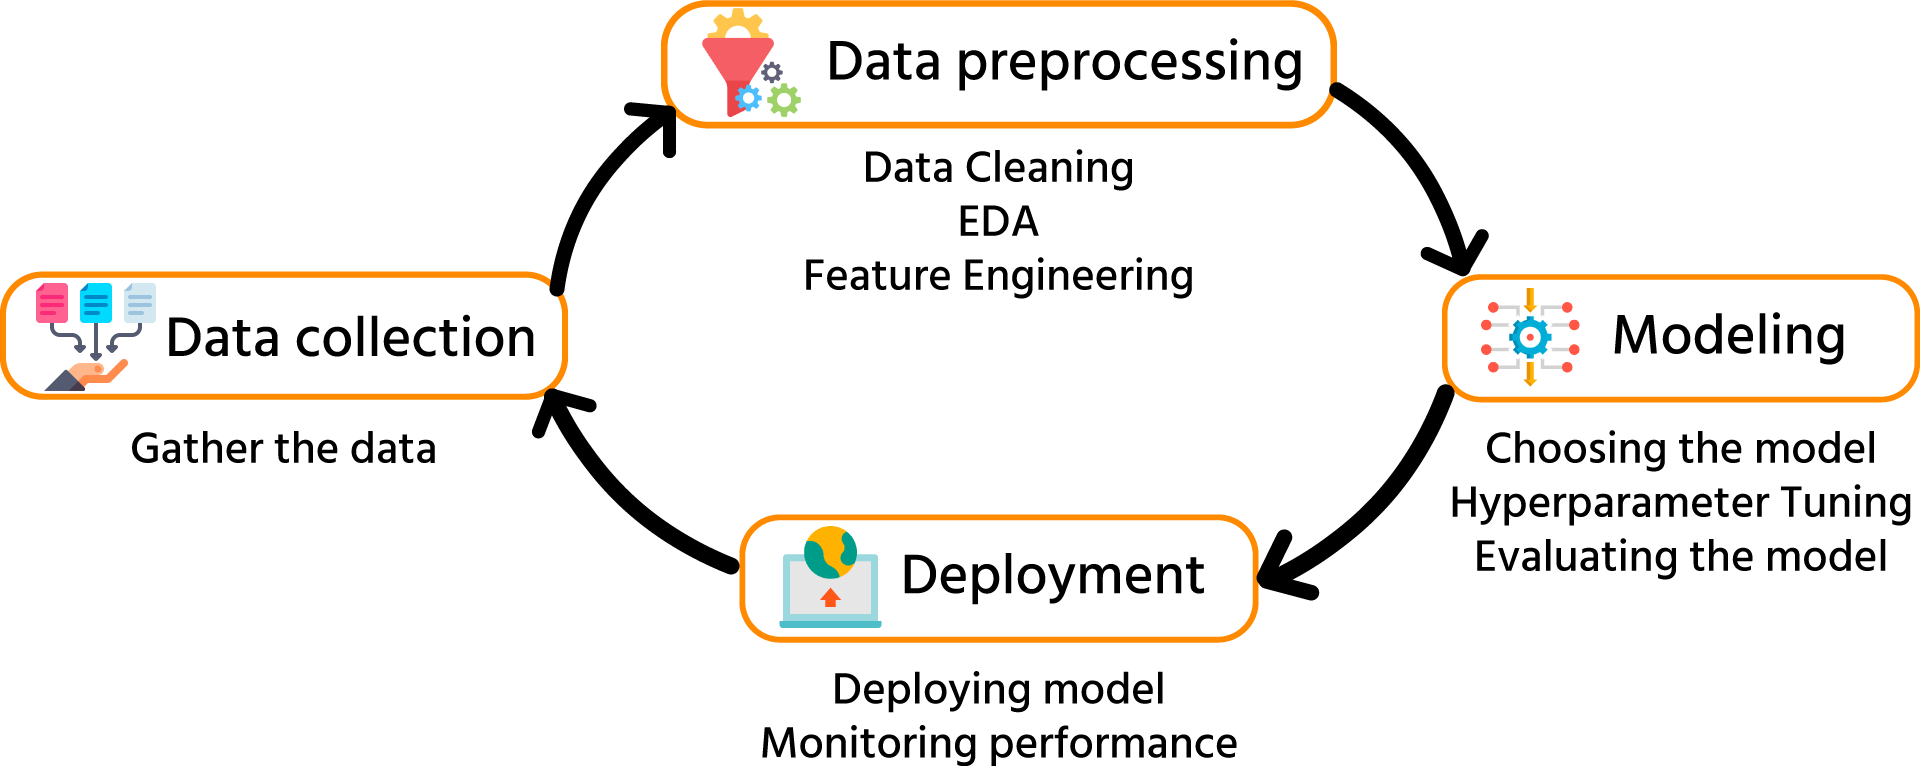 Data preprocessing
Data Cleaning
EDA
Feature Engineering
Data collection
Gather the data
Modeling
Choosing the model
Hyperparameter Tuning
Evaluating the model
Deployment
Deploying model
Monitoring performance